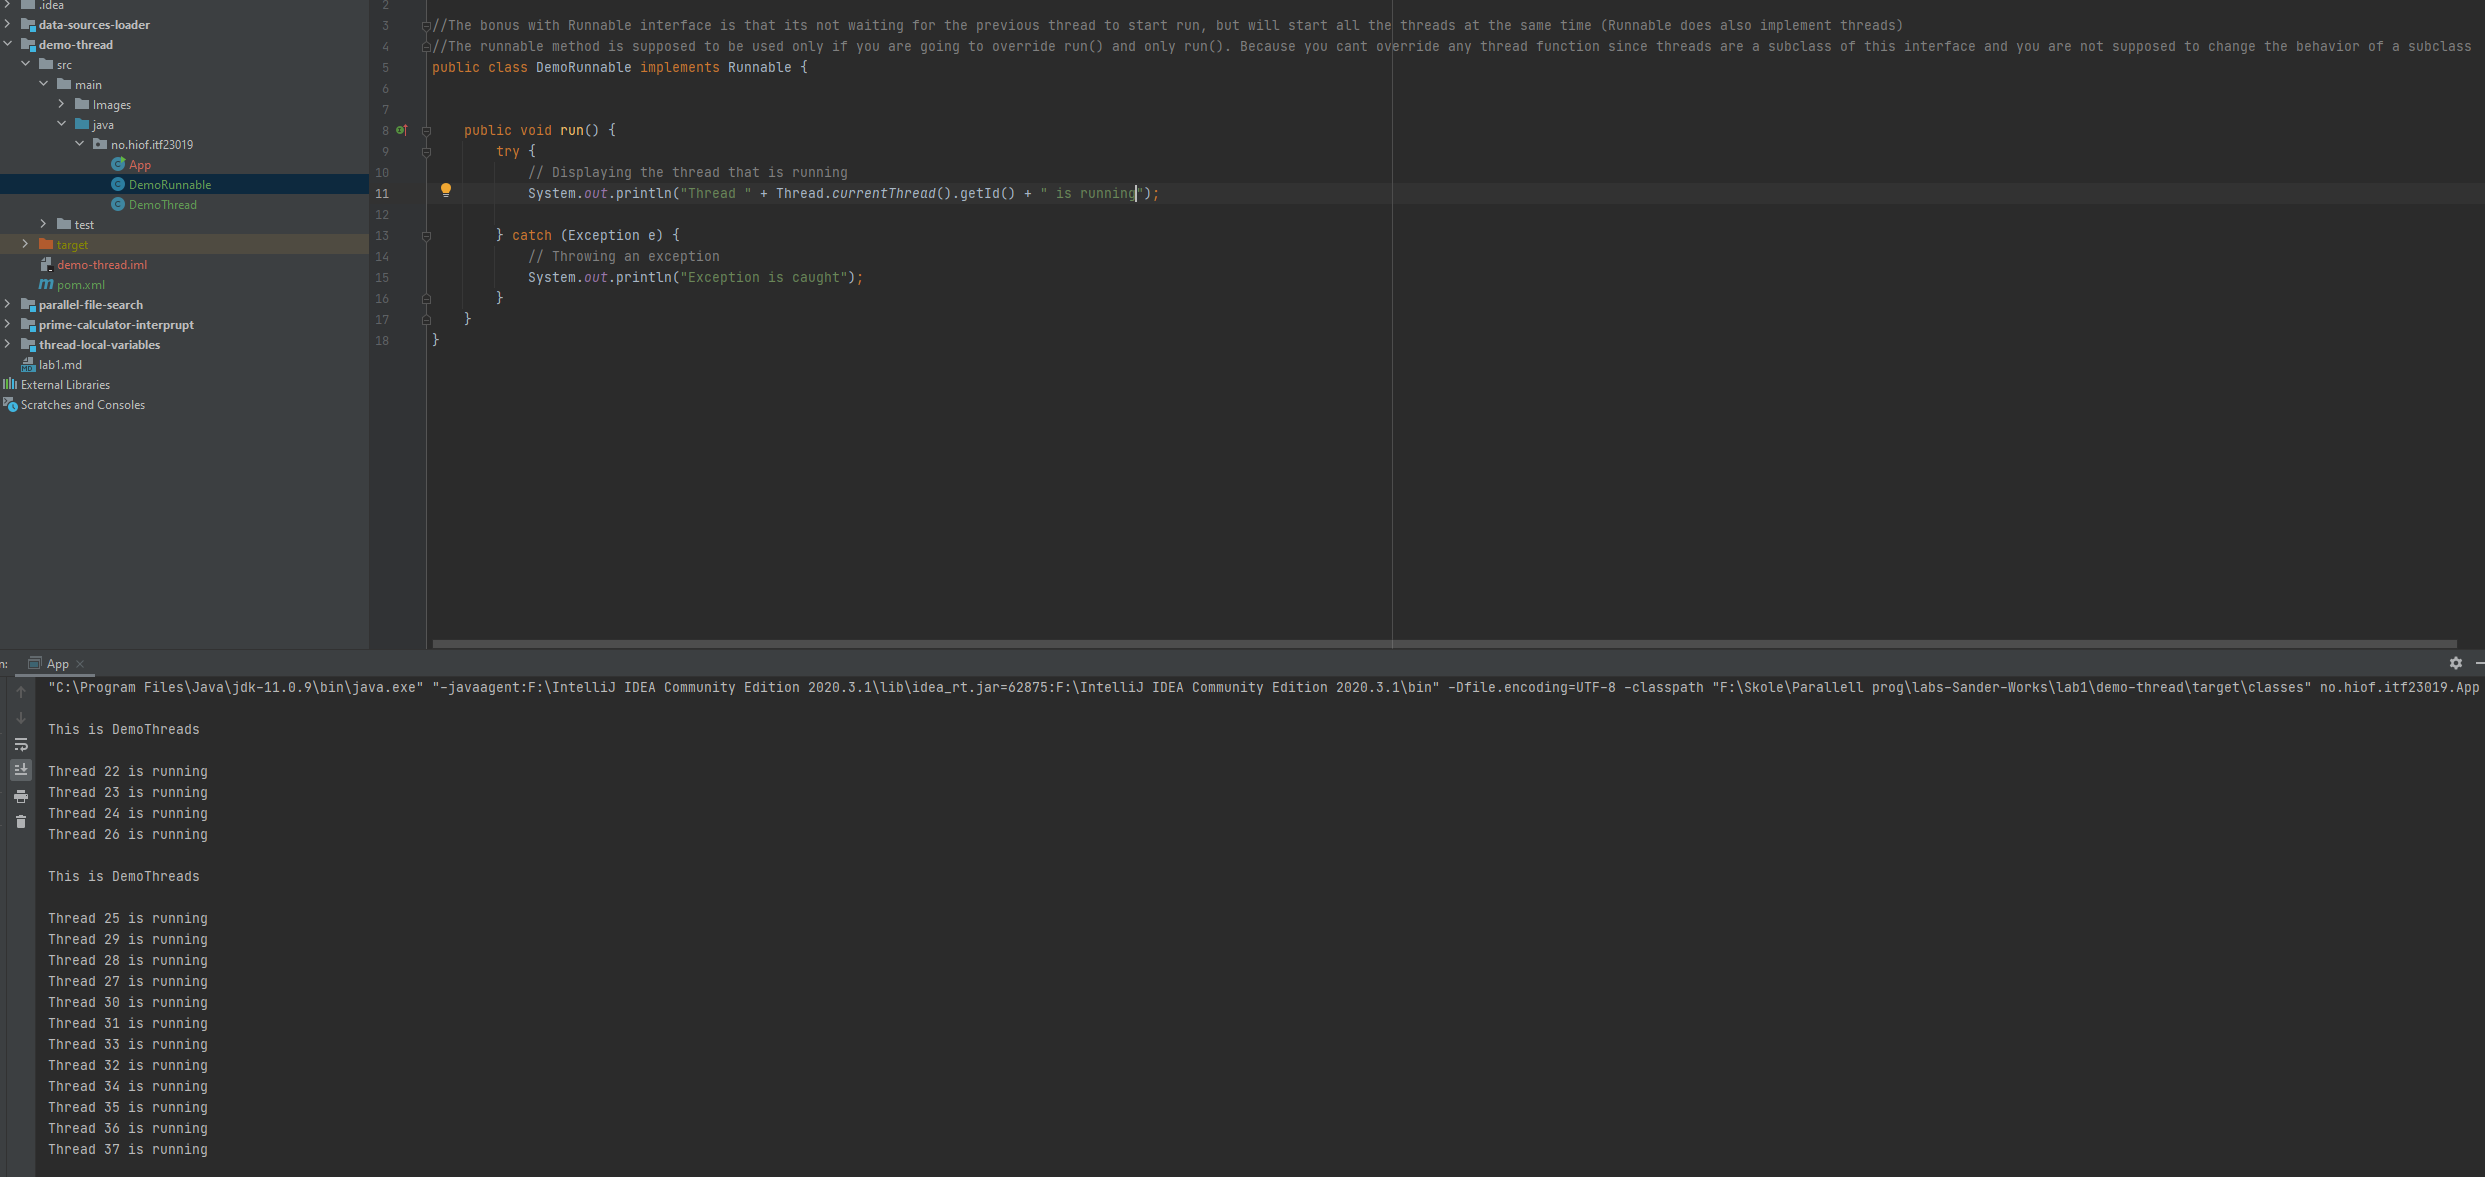 .idea
data-sources-loader
demo-thread
src
main
Images
java
no.hiof.itf23019
App
DemoRunnable
DemoThread
test
target
demo-thread.iml
pom.xml
parallel-file-search
prime-calculator-interprupt
thread-local-variables
lab1.md
External Libraries
Scratches and Consoles
2
3 //The bonus with Runnable interface is that its not waiting for the previous thread to start run, but will start all the threads at the same time (Runnable does also implement threads)
4 //The runnable method is supposed to be used only if you are going to override run() and only run(). Because you cant override any thread function since threads are a subclass of this interface and you are not supposed to change the behavior of a subclass
5 public class DemoRunnable implements Runnable {
6
7
8 public void run() {
9 try {
10 // Displaying the thread that is running
11 System.out.println("Thread " + Thread.currentThread().getId() + " is running");
12
13 } catch (Exception e) {
14 // Throwing an exception
15 System.out.println("Exception is caught");
16 }
17 }
18 }
n: App
"C:\Program Files\Java\jdk-11.0.9\bin\java.exe" "-javaagent:F:\IntelliJ IDEA Community Edition 2020.3.1\lib\idea_rt.jar=62875:F:\IntelliJ IDEA Community Edition 2020.3.1\bin" -Dfile.encoding=UTF-8 -classpath "F:\Skole\Parallell prog\labs-Sander-Works\lab1\demo-thread\target\classes" no.hiof.itf23019.App
This is DemoThreads
Thread 22 is running
Thread 23 is running
Thread 24 is running
Thread 26 is running
This is DemoThreads
Thread 25 is running
Thread 29 is running
Thread 28 is running
Thread 27 is running
Thread 30 is running
Thread 31 is running
Thread 33 is running
Thread 32 is running
Thread 34 is running
Thread 35 is running
Thread 36 is running
Thread 37 is running